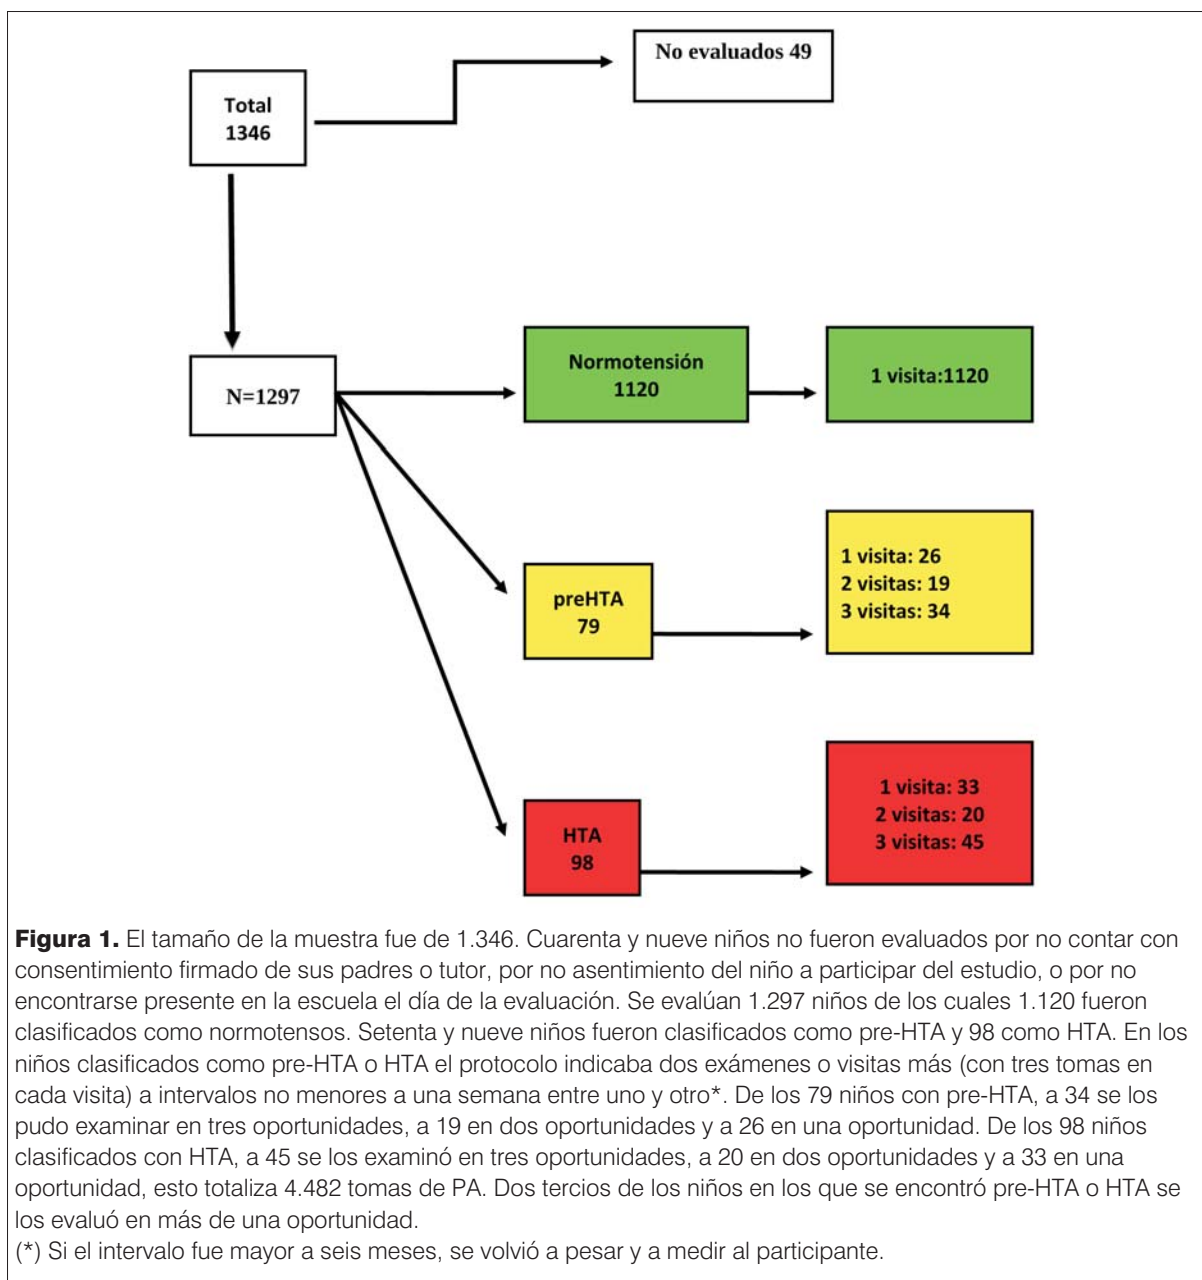 No evaluados 49
Total
1346
N=1297
Normotensión
1120
1 visita:1120
preHTA
79
1 visita: 26
2 visitas: 19
3 visitas: 34
HTA
98
1 visita: 33
2 visitas: 20
3 visitas: 45
Figura 1. El tamaño de la muestra fue de 1.346. Cuarenta y nueve niños no fueron evaluados por no contar con
consentimiento firmado de sus padres o tutor, por no asentimiento del niño a participar del estudio, o por no
encontrarse presente en la escuela el día de la evaluación. Se evalúan 1.297 niños de los cuales 1.120 fueron
clasificados como normotensos. Setenta y nueve niños fueron clasificados como pre-HTA y 98 como HTA. En los
niños clasificados como pre-HTA o HTA el protocolo indicaba dos exámenes o visitas más (con tres tomas en
cada visita) a intervalos no menores a una semana entre uno y otro*. De los 79 niños con pre-HTA, a 34 se los
pudo examinar en tres oportunidades, a 19 en dos oportunidades y a 26 en una oportunidad. De los 98 niños
clasificados con HTA, a 45 se los examinó en tres oportunidades, a 20 en dos oportunidades y a 33 en una
oportunidad, esto totaliza 4.482 tomas de PA. Dos tercios de los niños en los que se encontró pre-HTA o HTA se
los evaluó en más de una oportunidad.
(*) Si el intervalo fue mayor a seis meses, se volvió a pesar y a medir al participante.